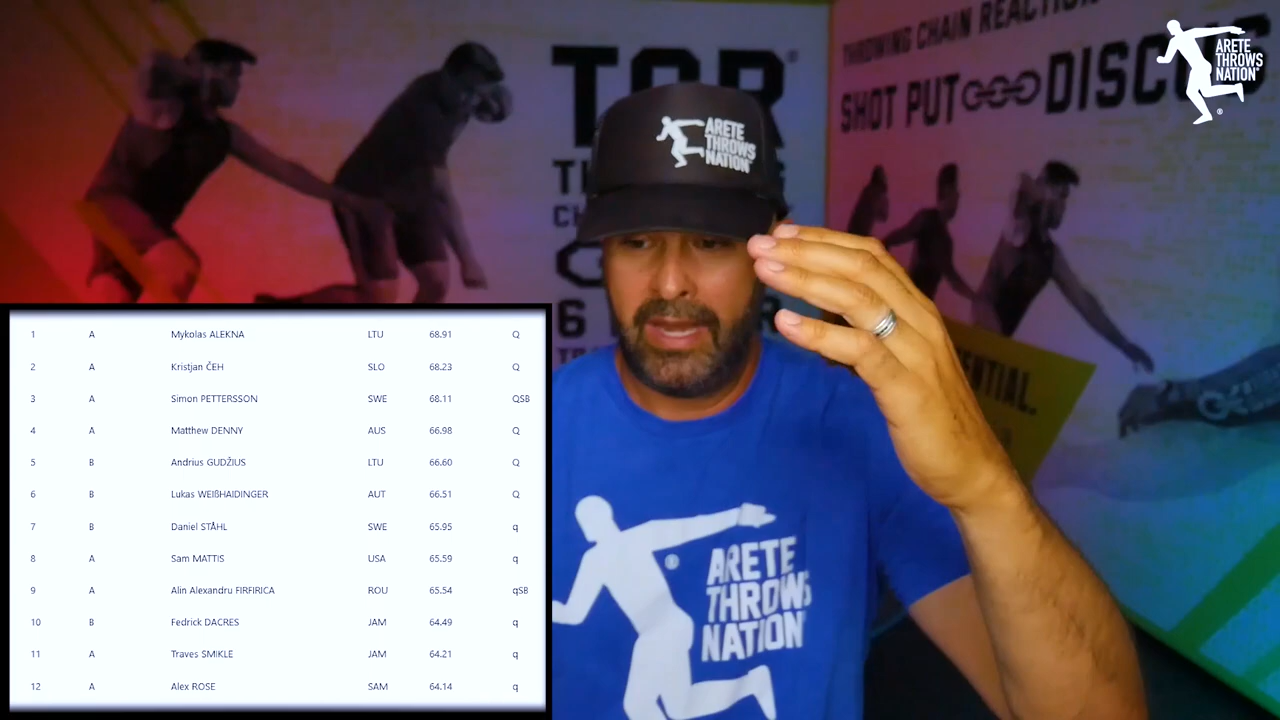 THROWING CHAIN REACTION
SHOT PUT DISCUS
ARETE
THROWS
NATION
®
ARETE
THROWS
NATION
1 A Mykolas ALEKNA LTU 68.91 Q
2 A Kristjan ČEH SLO 68.23 Q
3 A Simon PETTERSSON SWE 68.11 QSB
4 A Matthew DENNY AUS 66.98 Q
5 B Andrius GUDŽIUS LTU 66.60 Q
6 B Lukas WEIßHAIDINGER AUT 66.51 Q
7 B Daniel STÅHL SWE 65.95 q
8 A Sam MATTIS USA 65.59 q
9 A Alin Alexandru FIRFIRICA ROU 65.54 qSB
10 B Fedrick DACRES JAM 64.49 q
11 A Traves SMIKLE JAM 64.21 q
12 A Alex ROSE SAM 64.14 q
®
ARETE
THROWS
NATION